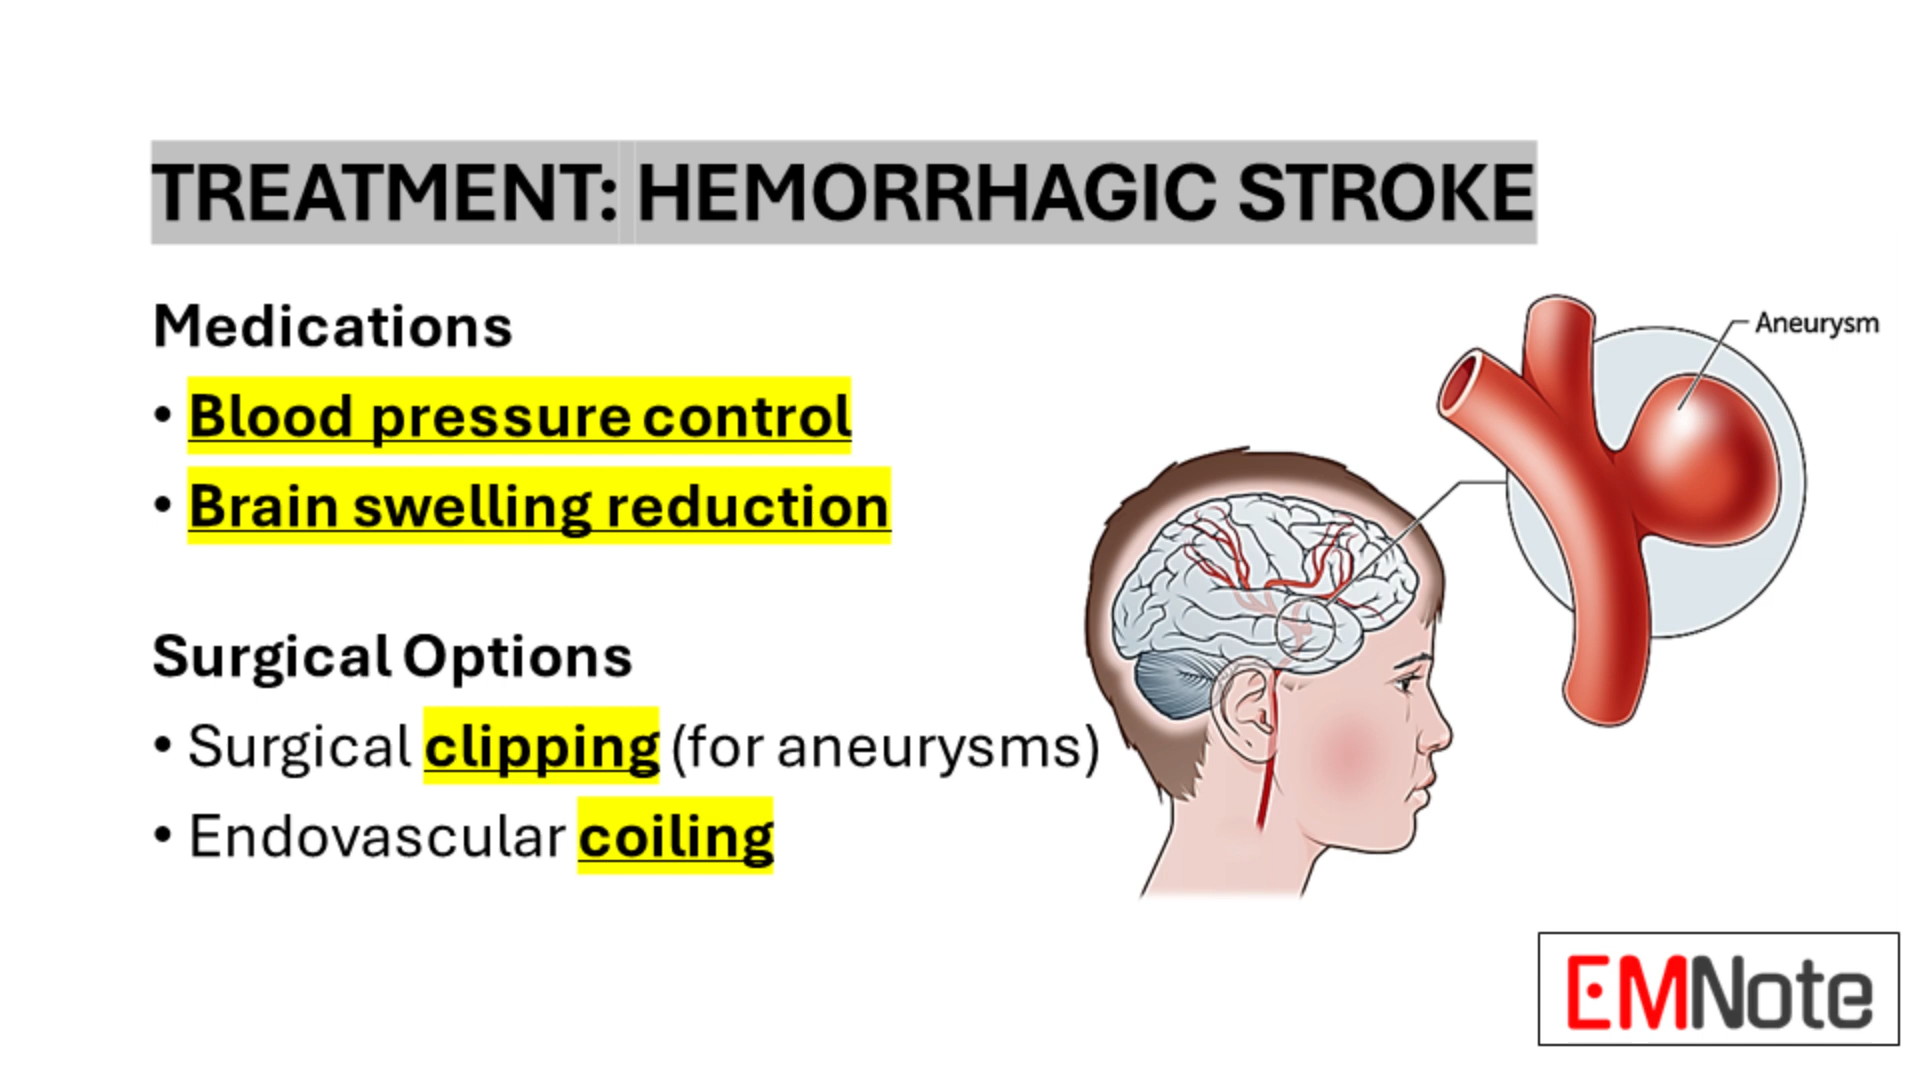 TREATMENT: HEMORRHAGIC STROKE
Medications
• Blood pressure control
• Brain swelling reduction
Surgical Options
• Surgical clipping (for aneurysms)
• Endovascular coiling
Aneurysm
EMNote